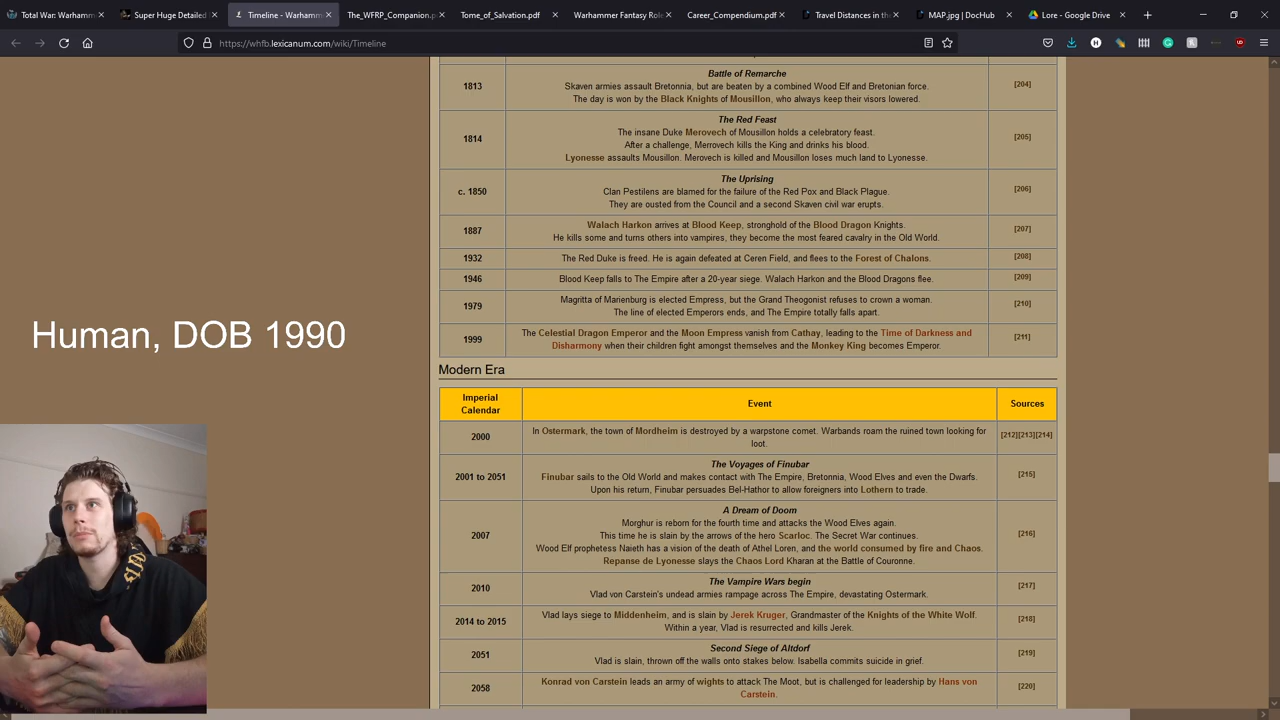 Total War: Warhamm
Super Huge Detailed
Timeline - Warhamm
The_WFRP_Companion.pd
Tome_of_Salvation.pdf
Warhammer Fantasy Role
Career_Compendium.pdf
Travel Distances in the
MAP.jpg | DocHub
Lore - Google Drive
https://whfb.lexicanum.com/wiki/Timeline
1813
Battle of Remarche
Skaven armies assault Bretonnia, but are beaten by a combined Wood Elf and Bretonian force.
The day is won by the Black Knights of Mousillon, who always keep their visors lowered.
[204]
1814
The Red Feast
The insane Duke Merovech of Mousillon holds a celebratory feast.
After a challenge, Merrovech kills the King and drinks his blood.
Lyonesse assaults Mousillon. Merovech is killed and Mousillon loses much land to Lyonesse.
[205]
c. 1850
The Uprising
Clan Pestilens are blamed for the failure of the Red Pox and Black Plague.
They are ousted from the Council and a second Skaven civil war erupts.
[206]
1887
Walach Harkon arrives at Blood Keep, stronghold of the Blood Dragon Knights.
He kills some and turns others into vampires, they become the most feared cavalry in the Old World.
[207]
1932
The Red Duke is freed. He is again defeated at Ceren Field, and flees to the Forest of Chalons.
[208]
1946
Blood Keep falls to The Empire after a 20-year siege. Walach Harkon and the Blood Dragons flee.
[209]
1979
Magritta of Marienburg is elected Empress, but the Grand Theogonist refuses to crown a woman.
The line of elected Emperors ends, and The Empire totally falls apart.
[210]
1999
The Celestial Dragon Emperor and the Moon Empress vanish from Cathay, leading to the Time of Darkness and
Disharmony when their children fight amongst themselves and the Monkey King becomes Emperor.
[211]
Human, DOB 1990
Modern Era
Imperial
Calendar
Event
Sources
2000
In Ostermark, the town of Mordheim is destroyed by a warpstone comet. Warbands roam the ruined town looking for
loot.
[212][213][214]
2001 to 2051
The Voyages of Finubar
Finubar sails to the Old World and makes contact with The Empire, Bretonnia, Wood Elves and even the Dwarfs.
Upon his return, Finubar persuades Bel-Hathor to allow foreigners into Lothern to trade.
[215]
2007
A Dream of Doom
Morghur is reborn for the fourth time and attacks the Wood Elves again.
This time he is slain by the arrows of the hero Scarloc. The Secret War continues.
Wood Elf prophetess Naieth has a vision of the death of Athel Loren, and the world consumed by fire and Chaos.
Repanse de Lyonesse slays the Chaos Lord Kharan at the Battle of Couronne.
[216]
2010
The Vampire Wars begin
Vlad von Carstein's undead armies rampage across The Empire, devastating Ostermark.
[217]
2014 to 2015
Vlad lays siege to Middenheim, and is slain by Jerek Kruger, Grandmaster of the Knights of the White Wolf.
Within a year, Vlad is resurrected and kills Jerek.
[218]
2051
Second Siege of Altdorf
Vlad is slain, thrown off the walls onto stakes below. Isabella commits suicide in grief.
[219]
2058
Konrad von Carstein leads an army of wights to attack The Moot, but is challenged for leadership by Hans von
Carstein.
[220]